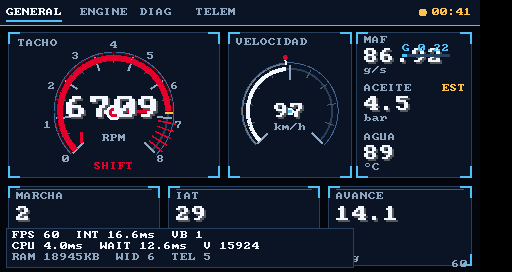 GENERAL ENGINE DIAG TELEM 00:41
TACHO
VELOCIDAD
MAF
G 0.22
g/s
0 1 2 3 4 5 6 7 8
6709
RPM
SHIFT
97
km/h
ACEITE EST
4.5
bar
AGUA
89
°C
MARCHA
2
IAT
29
AVANCE
14.1
60
FPS 60 INT 16.6ms VB 1
CPU 4.0ms WAIT 12.6ms V 15924
RAM 18945KB WID 6 TEL 5